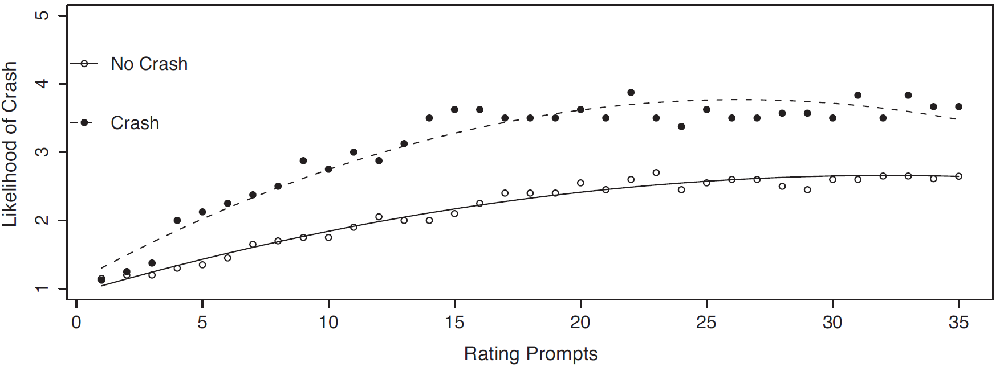 5
4
3
2
1
Likelihood of Crash
No Crash
Crash
0 5 10 15 20 25 30 35
Rating Prompts